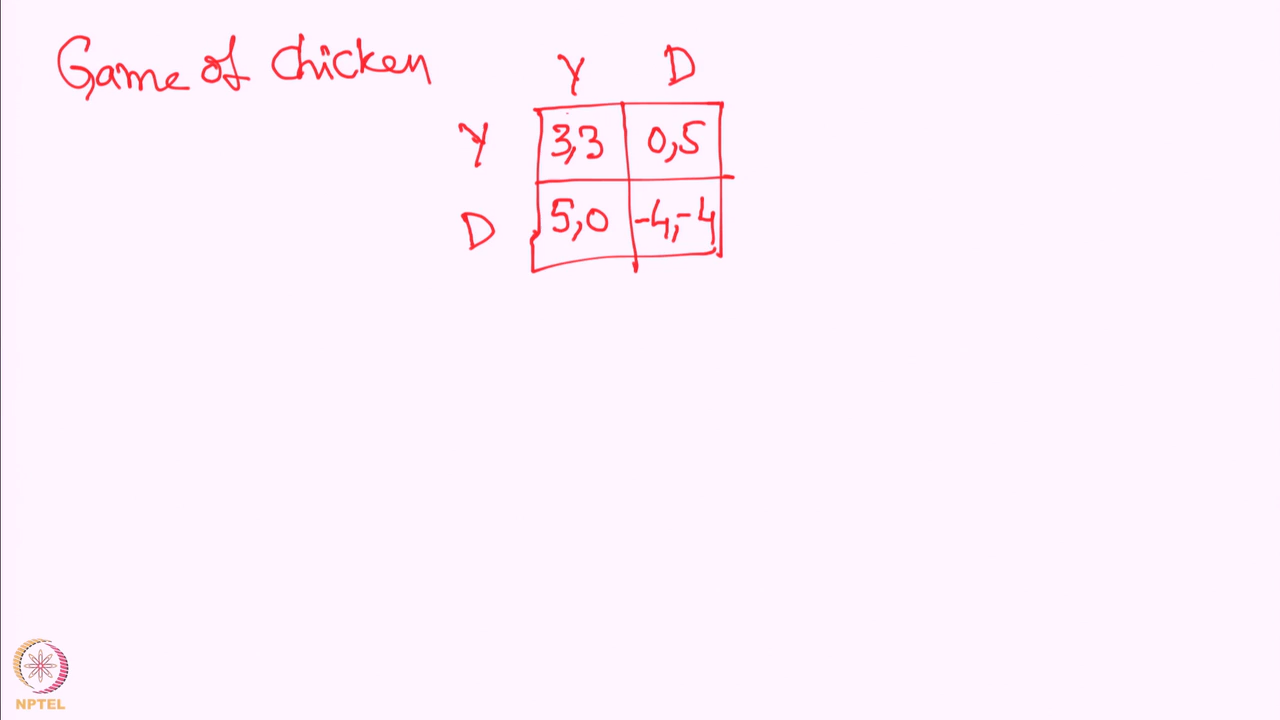 Game of Chicken
Y D
Y 3,3 0,5
D 5,0 -4,-4
NPTEL